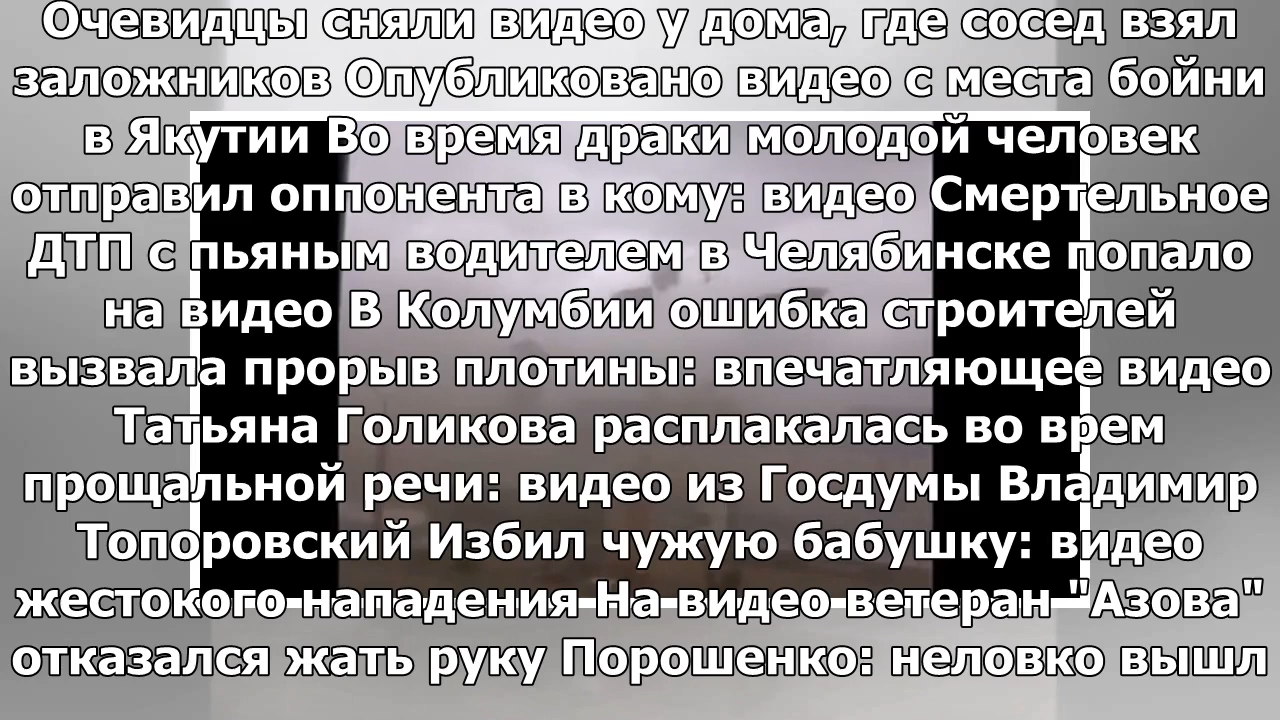 Очевидцы сняли видео у дома, где сосед взял
заложников Опубликовано видео с места бойни
в Якутии Во время драки молодой человек
отправил оппонента в кому: видео Смертельное
ДТП с пьяным водителем в Челябинске попало
на видео В Колумбии ошибка строителей
вызвала прорыв плотины: впечатляющее видео
Татьяна Голикова расплакалась во врем
прощальной речи: видео из Госдумы Владимир
Топоровский Избил чужую бабушку: видео
жестокого нападения На видео ветеран "Азова"
отказался жать руку Порошенко: неловко вышл